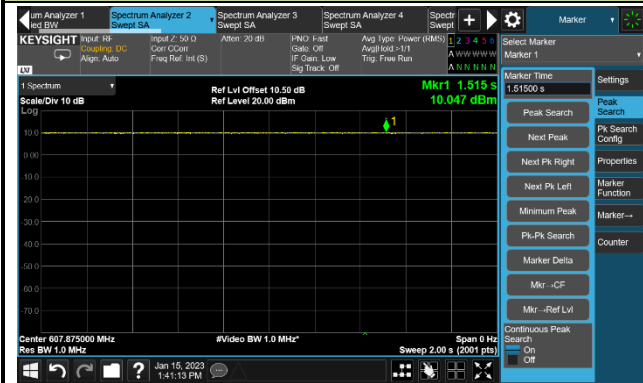 um Analyzer 1
ied BW
Spectrum Analyzer 2
Swept SA
Spectrum Analyzer 3
Swept SA
Spectrum Analyzer 4
Swept SA
Spectr
Swept
Marker
KEYSIGHT
Input: RF
Coupling: DC
Align: Auto
Input Z: 50 Ω
Corr CCorr
Freq Ref: Int (S)
Atten: 20 dB
PNO: Fast
Gate: Off
IF Gain: Low
Sig Track: Off
Avg Type: Power (RMS)
Avg|Hold:>1/1
Trig: Free Run
1 2 3 4 5 6
A W W W W W
A N N N N N
LXI
Select Marker
Marker 1
1 Spectrum
Scale/Div 10 dB
Log
Ref Lvl Offset 10.50 dB
Ref Level 20.00 dBm
Mkr1 1.515 s
10.047 dBm
1
10.0
0.00
-10.0
-20.0
-30.0
-40.0
-50.0
-60.0
-70.0
Center 607.875000 MHz
Res BW 1.0 MHz
#Video BW 1.0 MHz*
Span 0 Hz
Sweep 2.00 s (2001 pts)
Marker Time
1.51500 s
Peak Search
Next Peak
Next Pk Right
Next Pk Left
Minimum Peak
Pk-Pk Search
Marker Delta
Mkr→CF
Mkr→Ref Lvl
Continuous Peak
Search
On
Off
Settings
Peak
Search
Pk Search
Config
Properties
Marker
Function
Marker→
Counter
?
Jan 15, 2023
1:41:13 PM